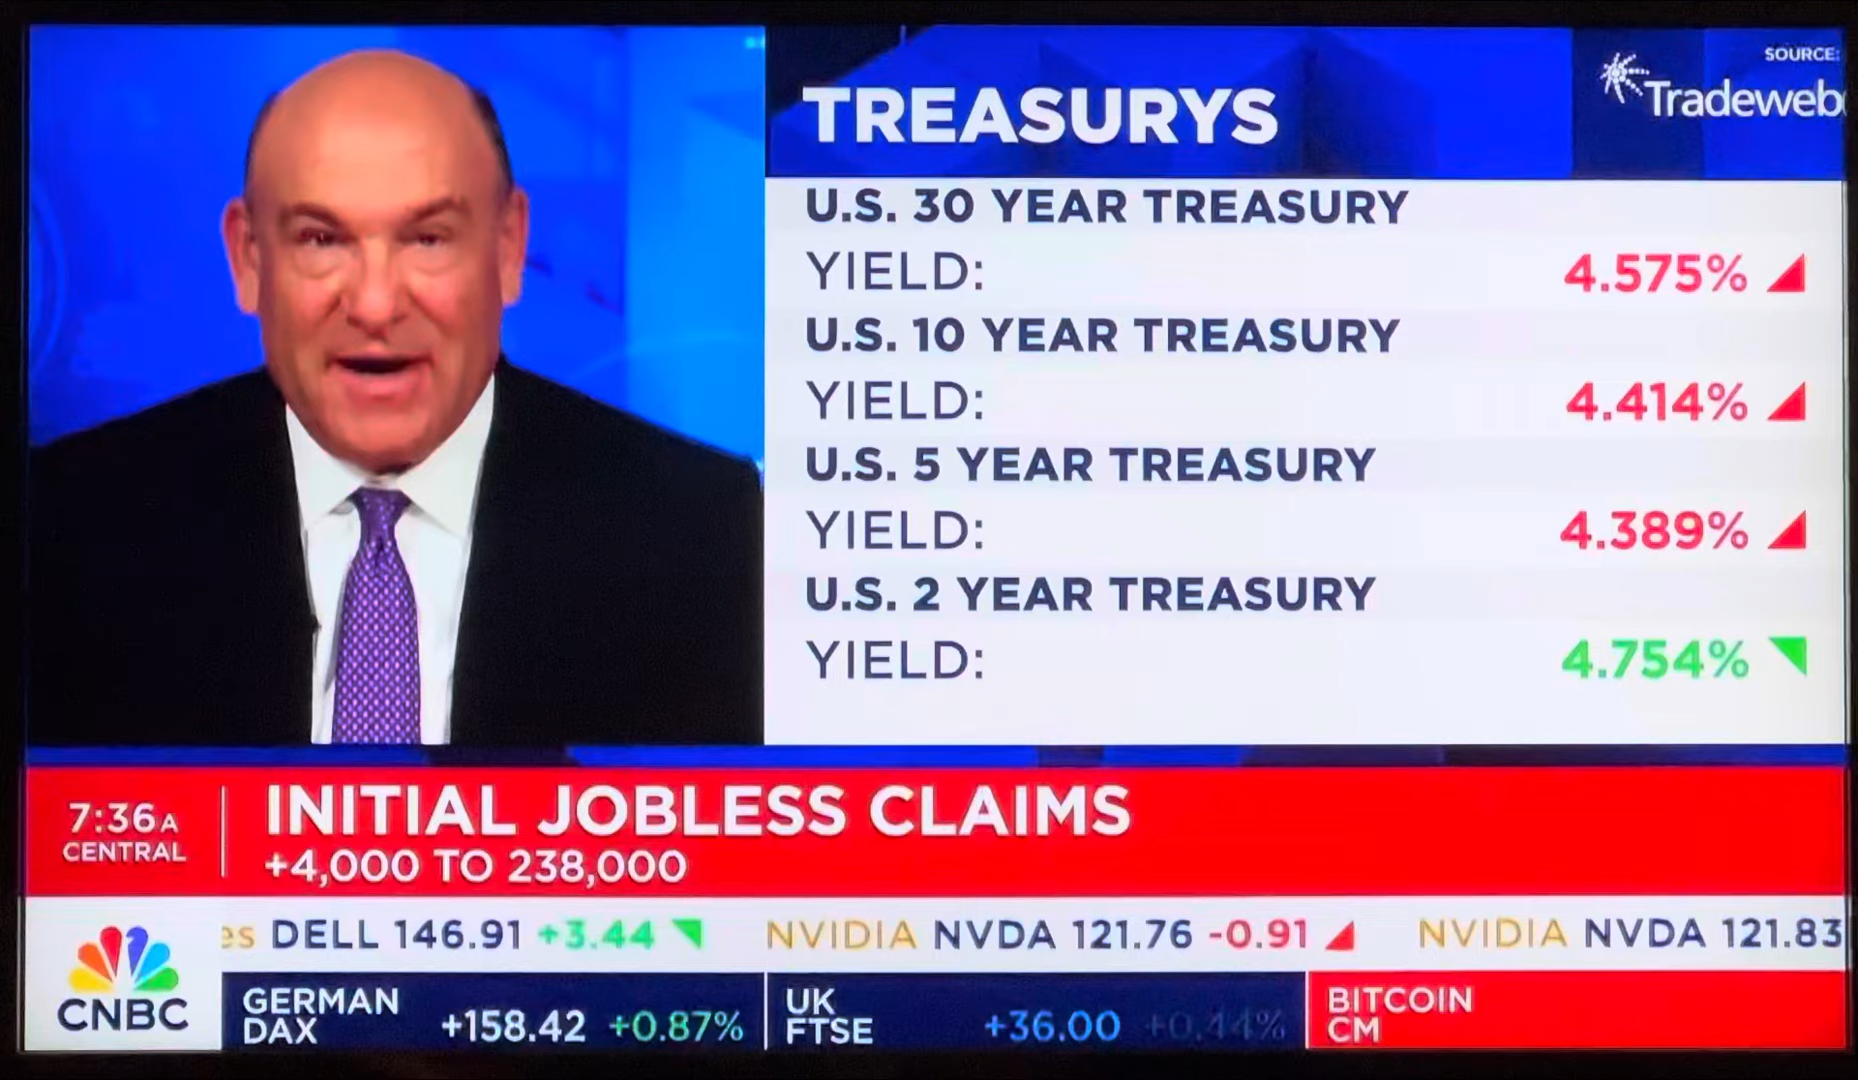 SOURCE:
Tradeweb
TREASURYS
U.S. 30 YEAR TREASURY
YIELD: 4.575%
U.S. 10 YEAR TREASURY
YIELD: 4.414%
U.S. 5 YEAR TREASURY
YIELD: 4.389%
U.S. 2 YEAR TREASURY
YIELD: 4.754%
7:36A
CENTRAL
INITIAL JOBLESS CLAIMS
+4,000 TO 238,000
es DELL 146.91 +3.44 NVIDIA NVDA 121.76 -0.91 NVIDIA NVDA 121.83
CNBC
GERMAN
DAX +158.42 +0.87%
UK
FTSE +36.00 +0.44%
BITCOIN
CM